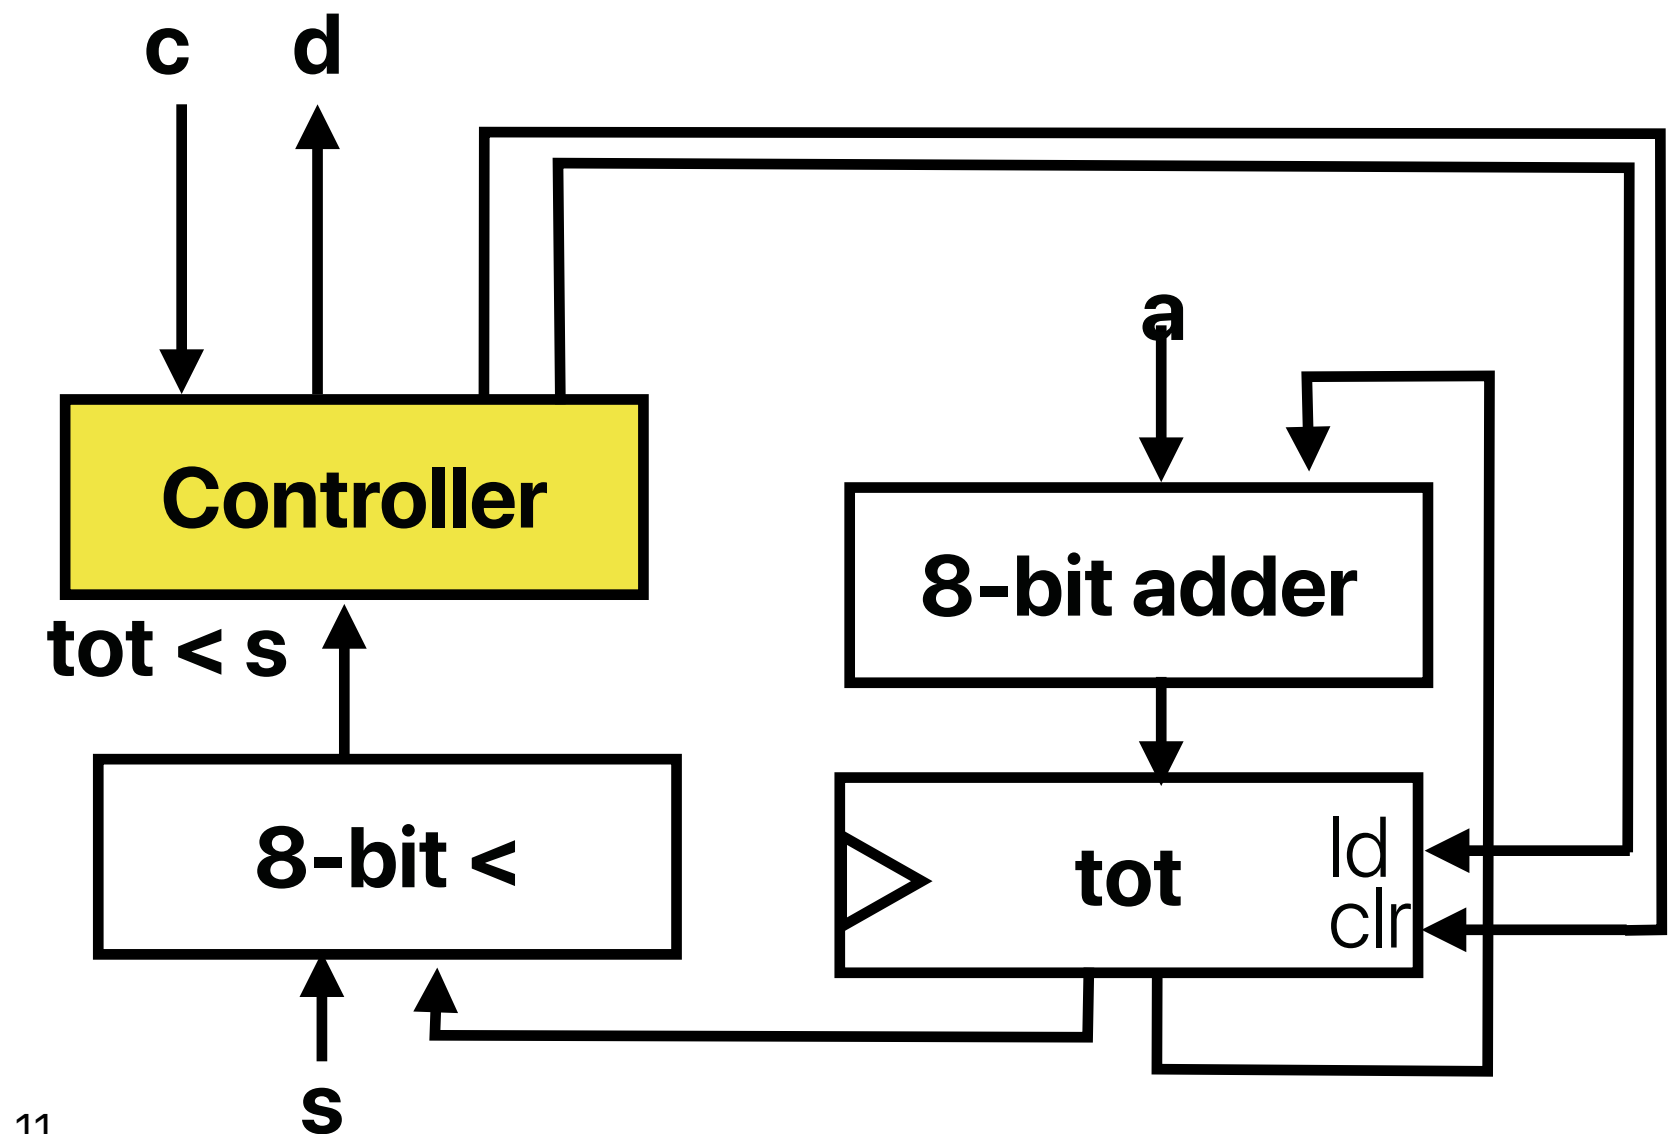 c
d
a
Controller
8-bit adder
tot < s
8-bit <
tot
ld
clr
s
11